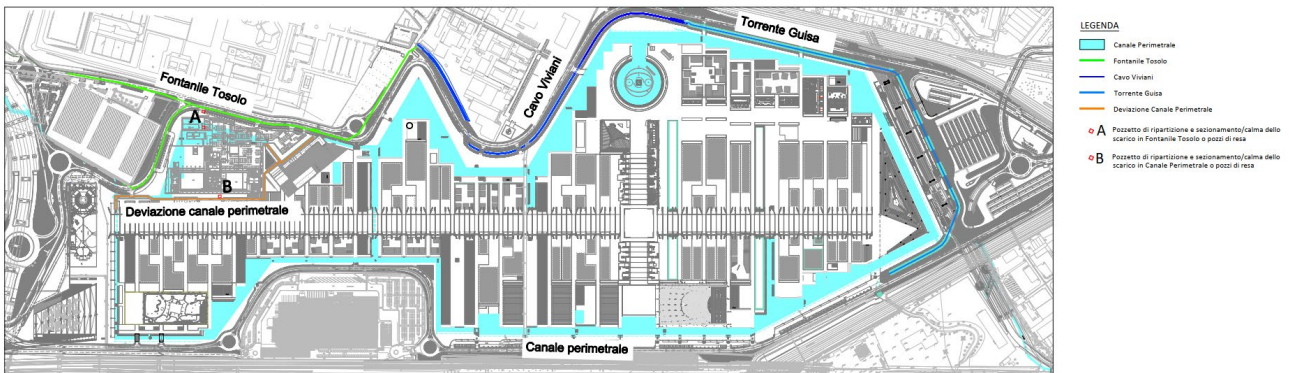 Fontanile Tosolo
A
B
Deviazione canale perimetrale
Cavo Viviani
Torrente Guisa
Canale perimetrale
LEGENDA
Canale Perimetrale
Fontanile Tosolo
Cavo Viviani
Torrente Guisa
Deviazione Canale Perimetrale
A Pozzetto di ripartizione e sezionamento/calma dello
scarico in Fontanile Tosolo o pozzi di resa
B Pozzetto di ripartizione e sezionamento/calma dello
scarico in Canale Perimetrale o pozzi di resa